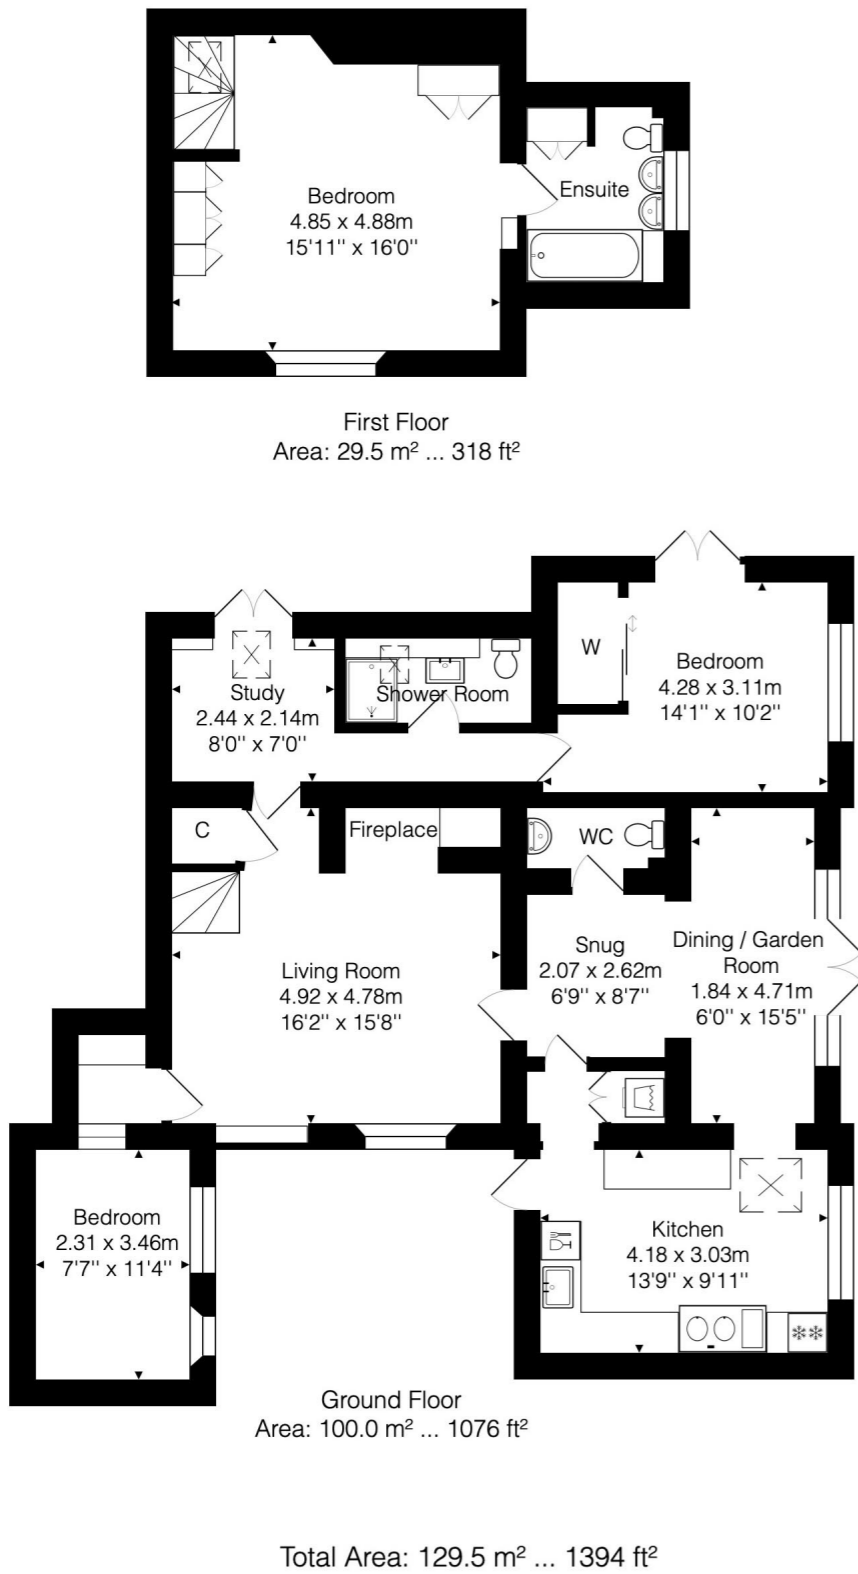 Bedroom
4.85 x 4.88m
15'11'' x 16'0''
Ensuite
First Floor
Area: 29.5 m² ... 318 ft²
W
Bedroom
4.28 x 3.11m
14'1'' x 10'2''
Study
2.44 x 2.14m
8'0'' x 7'0''
Shower Room
C
Fireplace
WC
Living Room
4.92 x 4.78m
16'2'' x 15'8''
Snug
2.07 x 2.62m
6'9'' x 8'7''
Dining / Garden
Room
1.84 x 4.71m
6'0'' x 15'5''
Bedroom
2.31 x 3.46m
7'7'' x 11'4''
Kitchen
4.18 x 3.03m
13'9'' x 9'11''
Ground Floor
Area: 100.0 m² ... 1076 ft²
Total Area: 129.5 m² ... 1394 ft²